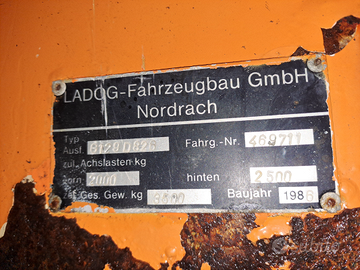 LADOG-Fahrzeugbau GmbH
Nordrach
Typ
Ausf. Fahrg.-Nr. 469711
zul. Achslasten kg
vorn hinten 2500
zul. Ges. Gew. kg Baujahr 198